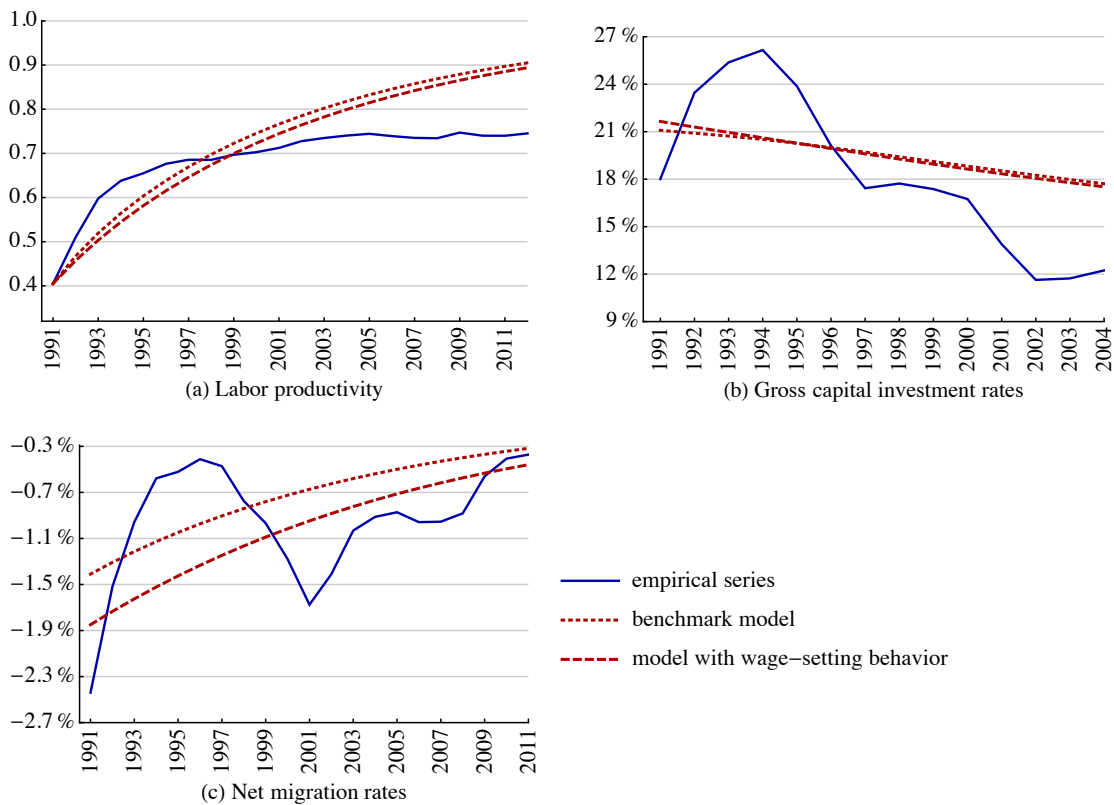 1.0
0.9
0.8
0.7
0.6
0.5
0.4
1991 1993 1995 1997 1999 2001 2003 2005 2007 2009 2011
(a) Labor productivity
27 %
24 %
21 %
18 %
15 %
12 %
9 %
1991 1992 1993 1994 1995 1996 1997 1998 1999 2000 2001 2002 2003 2004
(b) Gross capital investment rates
−0.3 %
−0.7 %
−1.1 %
−1.5 %
−1.9 %
−2.3 %
−2.7 %
1991 1993 1995 1997 1999 2001 2003 2005 2007 2009 2011
(c) Net migration rates
empirical series
benchmark model
model with wage−setting behavior